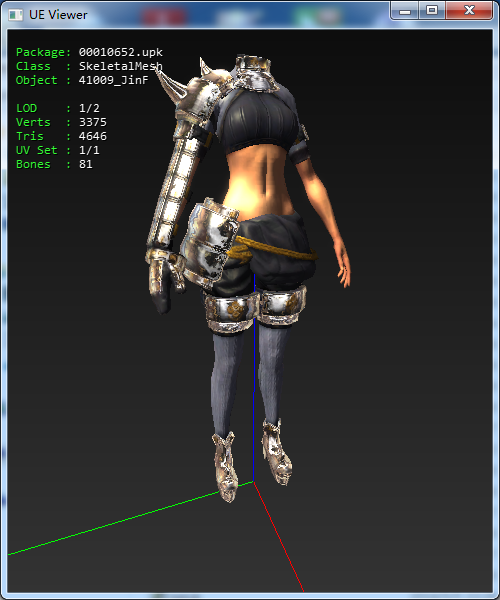 UE Viewer
Package: 00010652.upk
Class : SkeletalMesh
Object : 41009_JinF
LOD : 1/2
Verts : 3375
Tris : 4646
UV Set : 1/1
Bones : 81